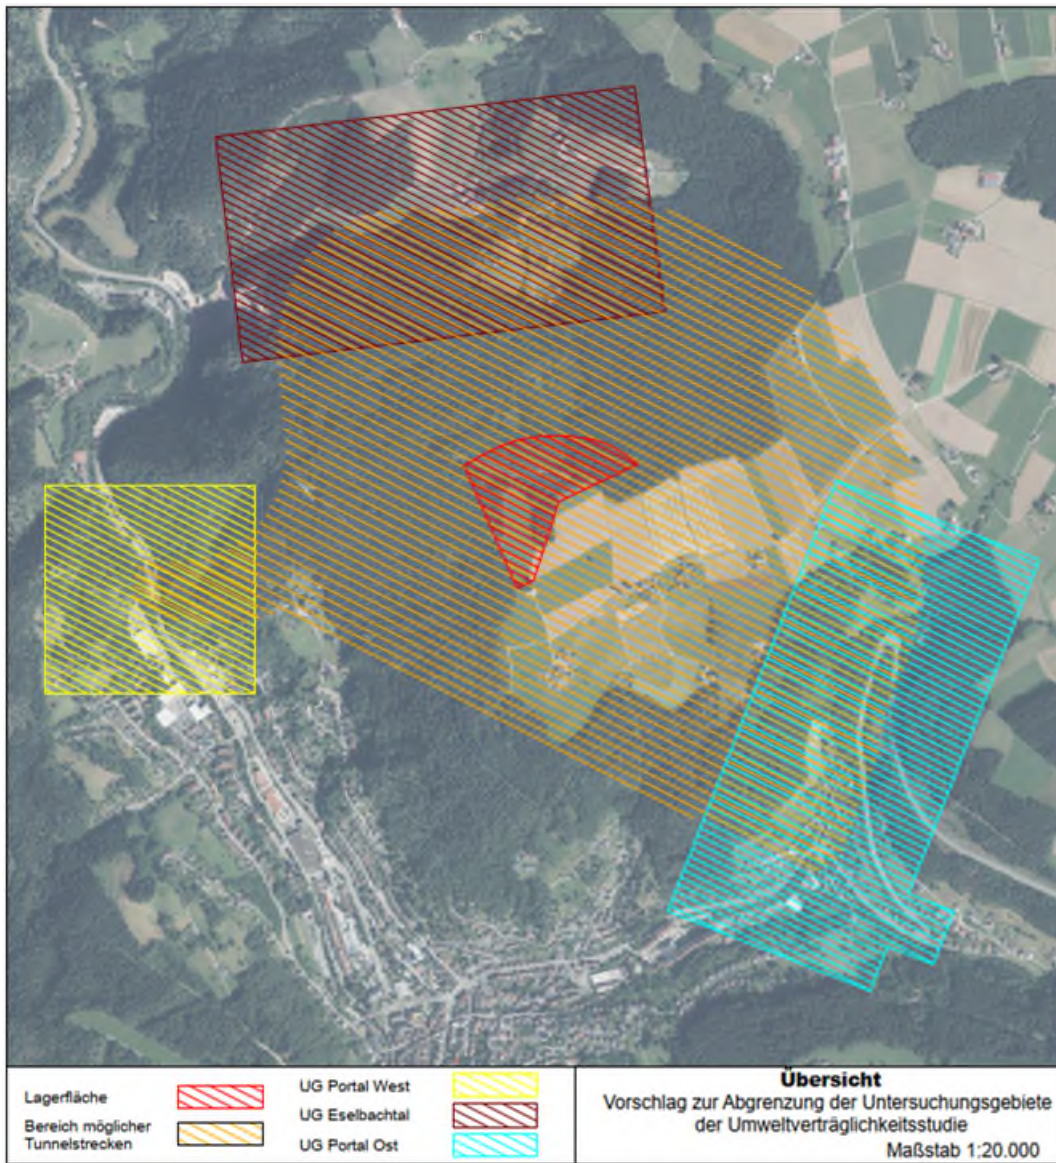 Lagerfläche
Bereich möglicher
Tunnelstrecken
UG Portal West
UG Eselbachtal
UG Portal Ost
Übersicht
Vorschlag zur Abgrenzung der Untersuchungsgebiete
der Umweltverträglichkeitsstudie
Maßstab 1:20.000